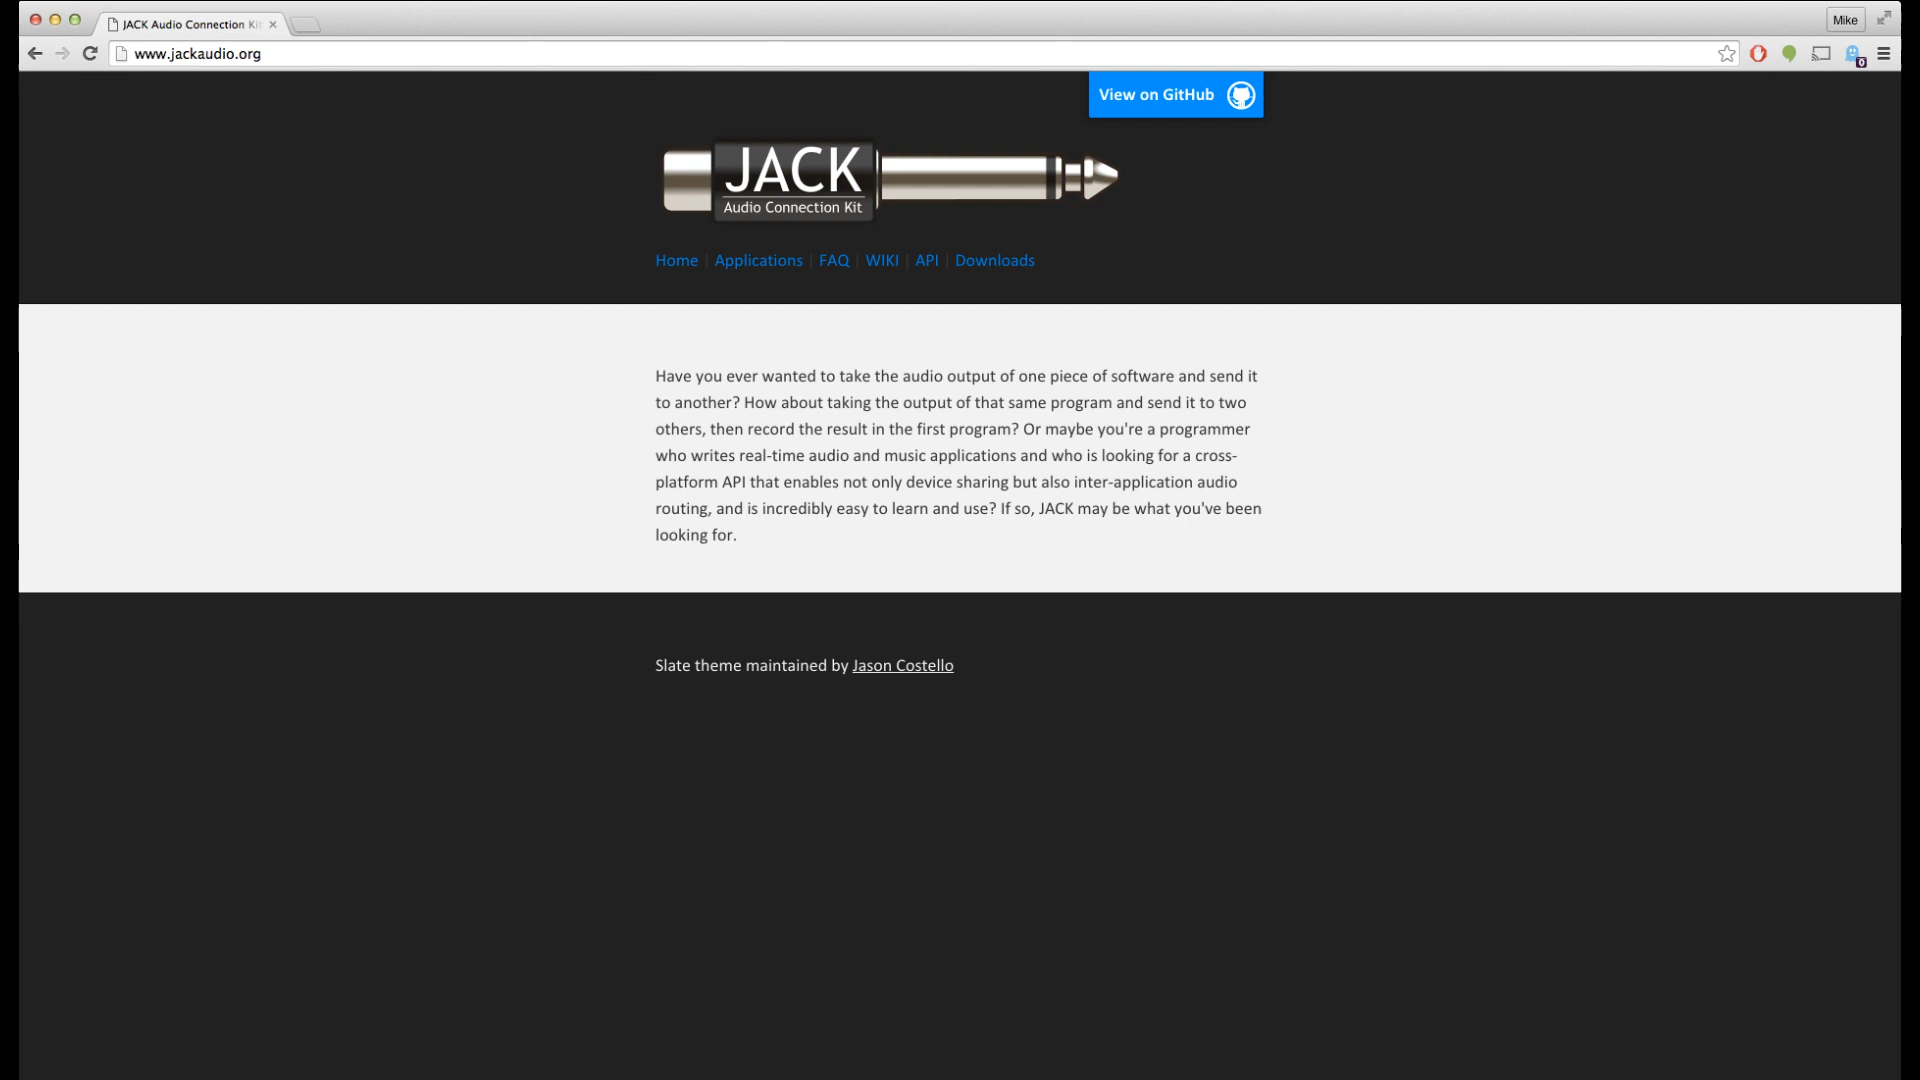 JACK Audio Connection Ki
Mike
www.jackaudio.org
0
View on GitHub
JACK
Audio Connection Kit
Home | Applications | FAQ | WIKI | API | Downloads
Have you ever wanted to take the audio output of one piece of software and send it
to another? How about taking the output of that same program and send it to two
others, then record the result in the first program? Or maybe you're a programmer
who writes real-time audio and music applications and who is looking for a cross-
platform API that enables not only device sharing but also inter-application audio
routing, and is incredibly easy to learn and use? If so, JACK may be what you've been
looking for.
Slate theme maintained by Jason Costello